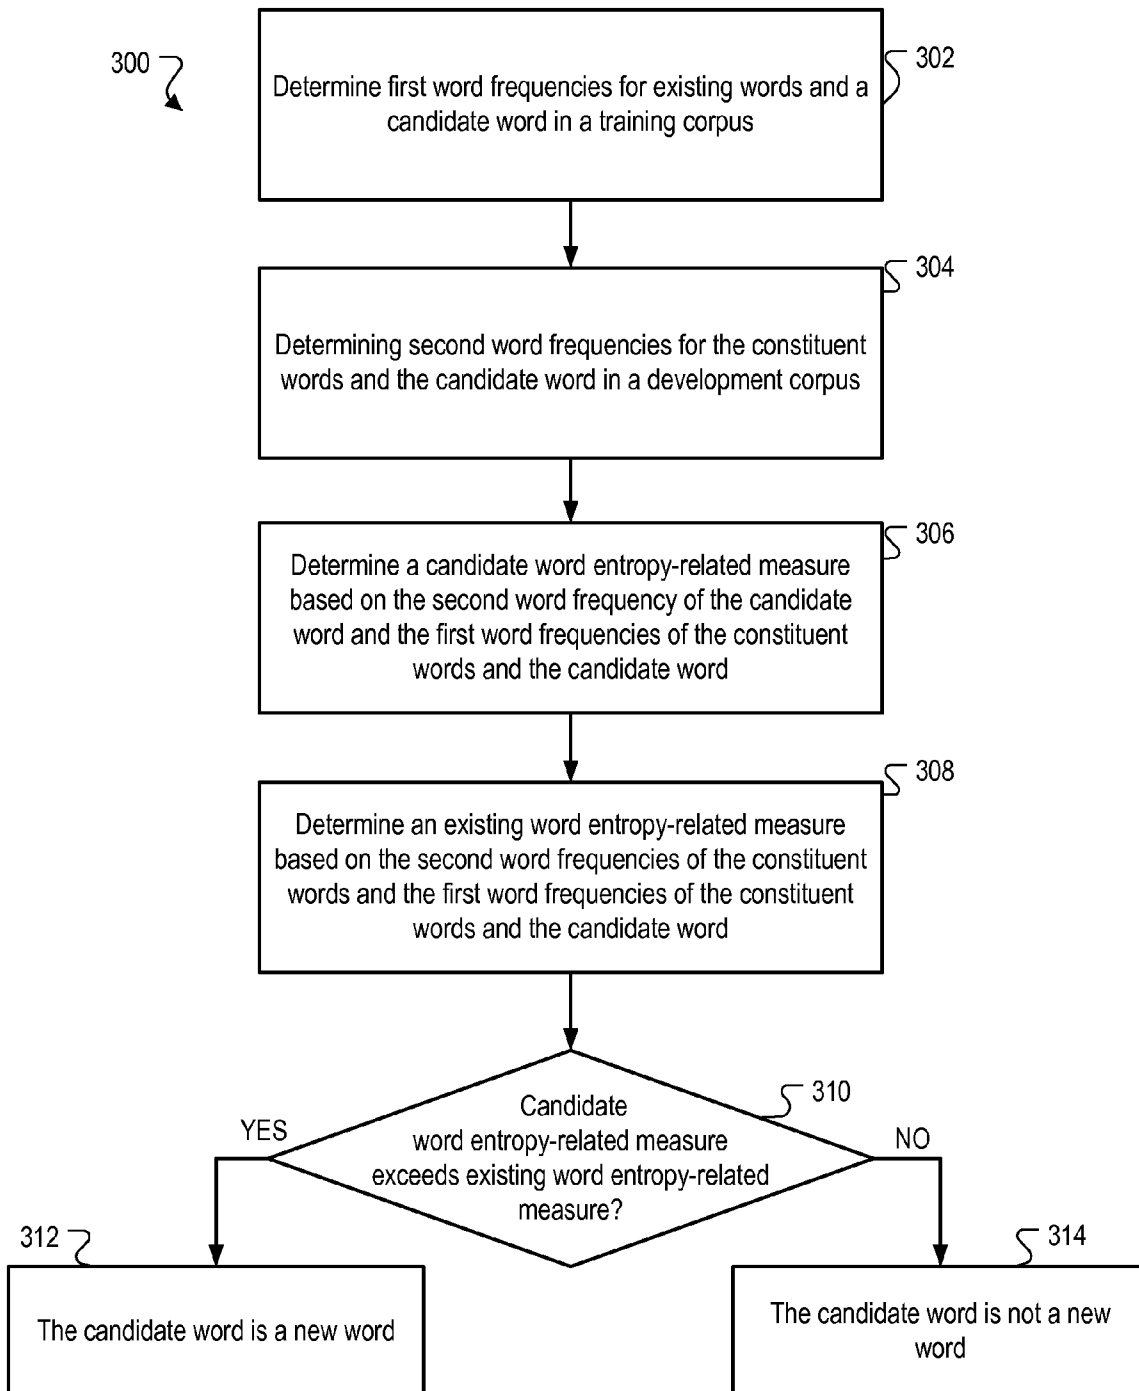 300
302
Determine first word frequencies for existing words and a
candidate word in a training corpus
304
Determining second word frequencies for the constituent
words and the candidate word in a development corpus
306
Determine a candidate word entropy-related measure
based on the second word frequency of the candidate
word and the first word frequencies of the constituent
words and the candidate word
308
Determine an existing word entropy-related measure
based on the second word frequencies of the constituent
words and the first word frequencies of the constituent
words and the candidate word
310
Candidate
word entropy-related measure
exceeds existing word entropy-related
measure?
YES
NO
312
The candidate word is a new word
314
The candidate word is not a new
word